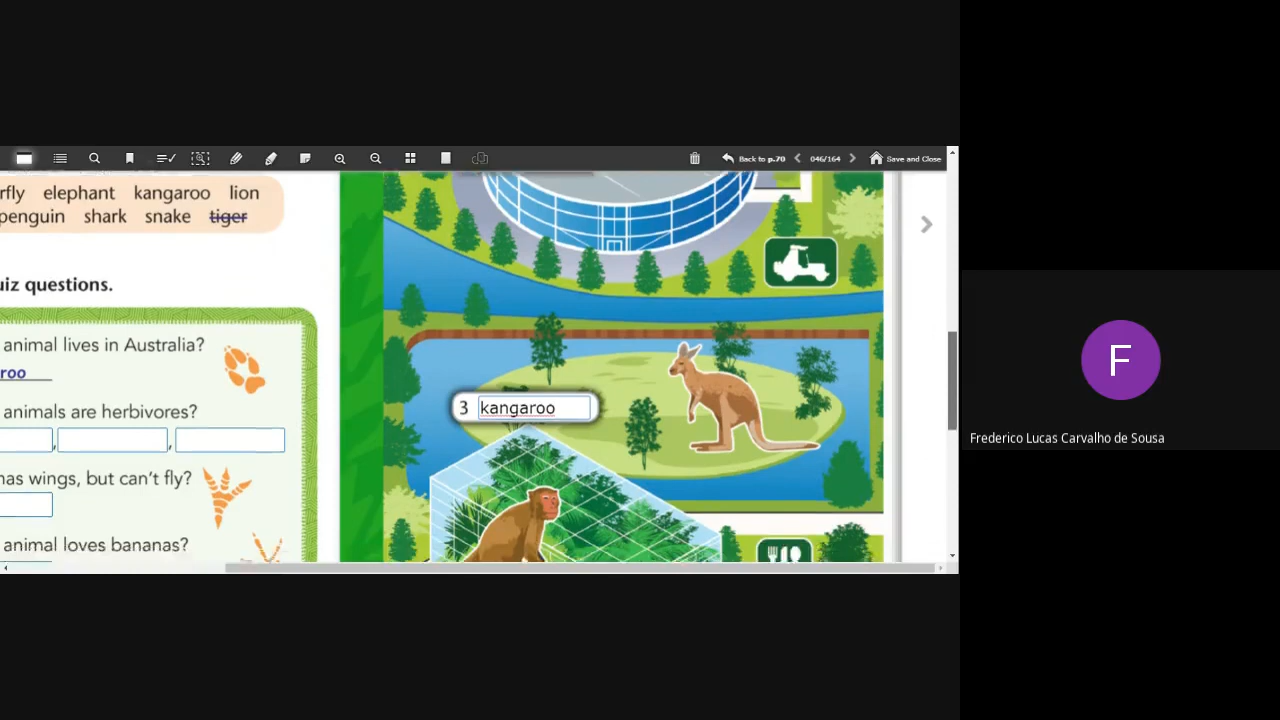 Back to p.70
046/164
Save and Close
rfly elephant kangaroo lion
penguin shark snake tiger
uiz questions.
animal lives in Australia?
roo
animals are herbivores?
, ,
has wings, but can't fly?
animal loves bananas?
3 kangaroo
F
Frederico Lucas Carvalho de Sousa